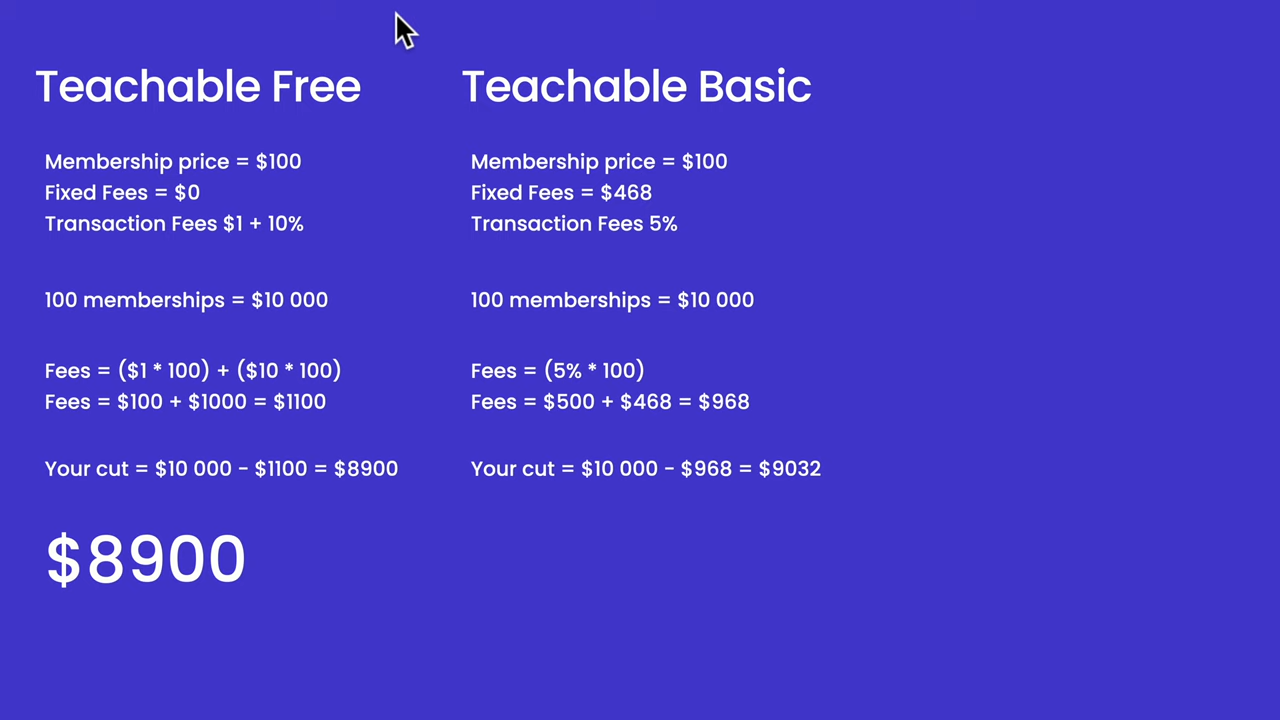 Teachable Free
Membership price = $100
Fixed Fees = $0
Transaction Fees $1 + 10%
100 memberships = $10 000
Fees = ($1 * 100) + ($10 * 100)
Fees = $100 + $1000 = $1100
Your cut = $10 000 - $1100 = $8900
$8900
Teachable Basic
Membership price = $100
Fixed Fees = $468
Transaction Fees 5%
100 memberships = $10 000
Fees = (5% * 100)
Fees = $500 + $468 = $968
Your cut = $10 000 - $968 = $9032